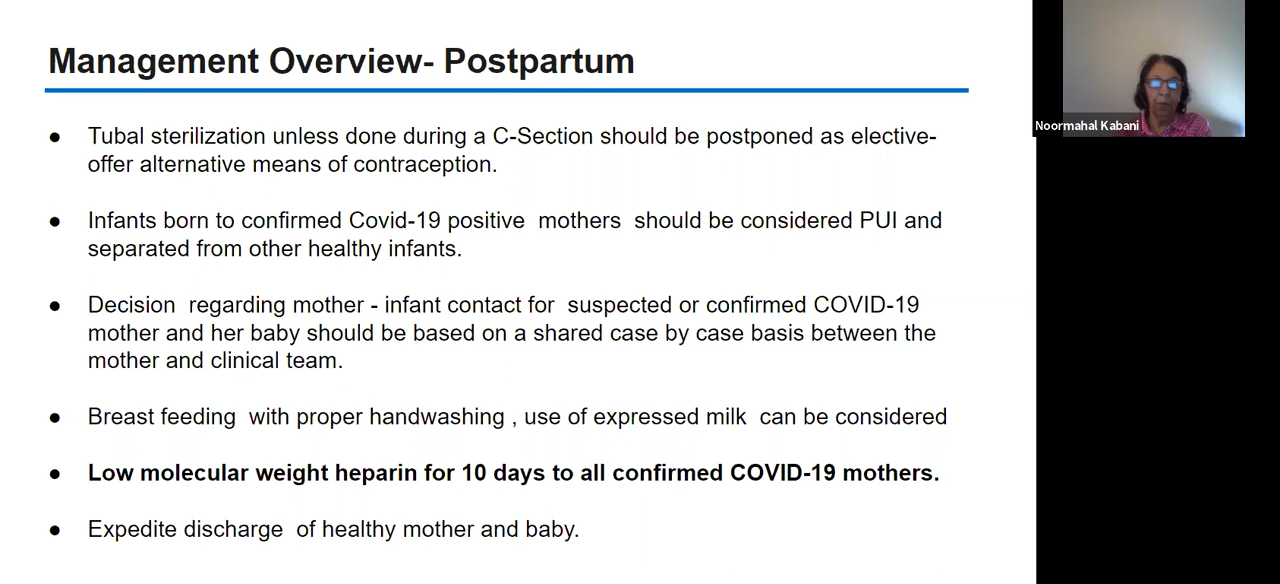 Management Overview- Postpartum
● Tubal sterilization unless done during a C-Section should be postponed as elective-
offer alternative means of contraception.
● Infants born to confirmed Covid-19 positive  mothers  should be considered PUI and
separated from other healthy infants.
● Decision  regarding mother - infant contact for  suspected or confirmed COVID-19
mother and her baby should be based on a shared case by case basis between the
mother and clinical team.
● Breast feeding  with proper handwashing , use of expressed milk  can be considered
● Low molecular weight heparin for 10 days to all confirmed COVID-19 mothers.
● Expedite discharge  of healthy mother and baby.
Noormahal Kabani